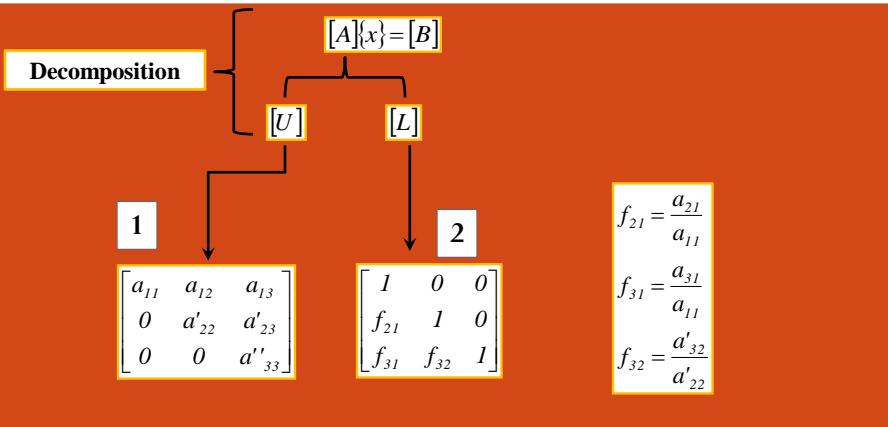 [A]{x}=[B]
Decomposition
[U] [L]
1
2
a₁₁ a₁₂ a₁₃
0 a'₂₂ a'₂₃
0 0 a''₃₃
1 0 0
f₂₁ 1 0
f₃₁ f₃₂ 1
f₂₁ = a₂₁ / a₁₁
f₃₁ = a₃₁ / a₁₁
f₃₂ = a'₃₂ / a'₂₂